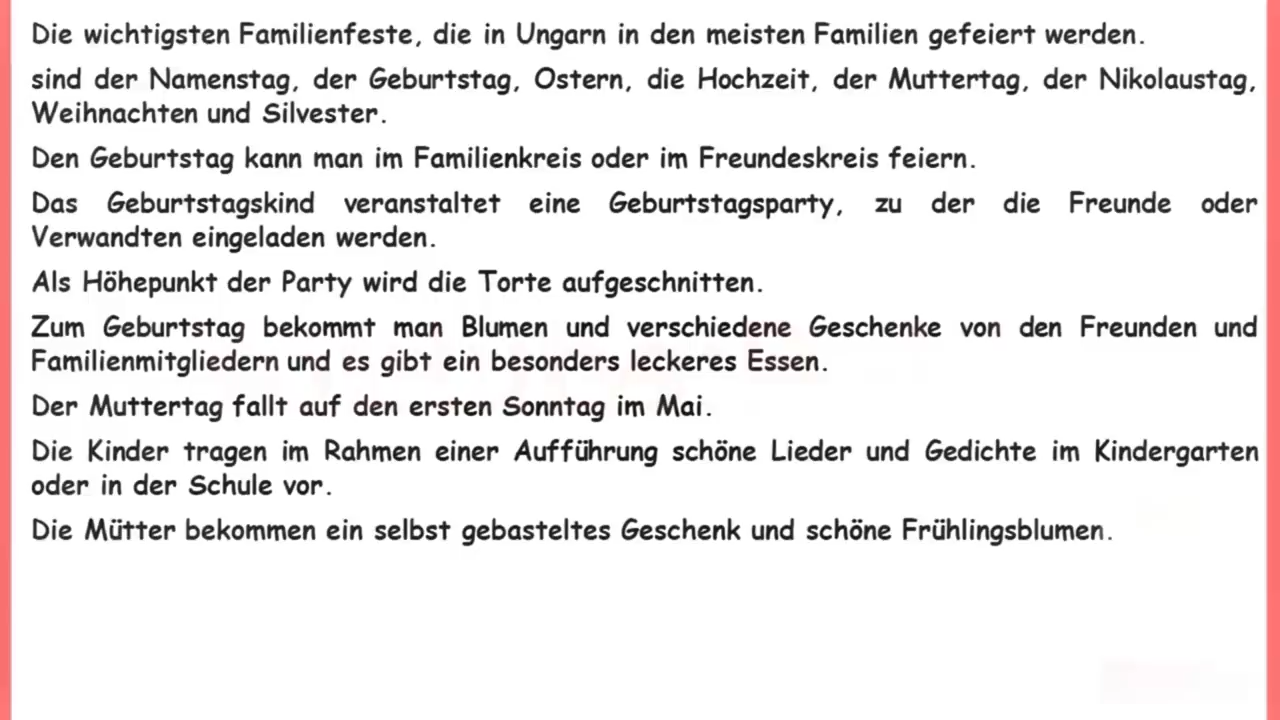 Die wichtigsten Familienfeste, die in Ungarn in den meisten Familien gefeiert werden.
sind der Namenstag, der Geburtstag, Ostern, die Hochzeit, der Muttertag, der Nikolaustag,
Weihnachten und Silvester.
Den Geburtstag kann man im Familienkreis oder im Freundeskreis feiern.
Das Geburtstagskind veranstaltet eine Geburtstagsparty, zu der die Freunde oder
Verwandten eingeladen werden.
Als Höhepunkt der Party wird die Torte aufgeschnitten.
Zum Geburtstag bekommt man Blumen und verschiedene Geschenke von den Freunden und
Familienmitgliedern und es gibt ein besonders leckeres Essen.
Der Muttertag fallt auf den ersten Sonntag im Mai.
Die Kinder tragen im Rahmen einer Aufführung schöne Lieder und Gedichte im Kindergarten
oder in der Schule vor.
Die Mütter bekommen ein selbst gebasteltes Geschenk und schöne Frühlingsblumen.